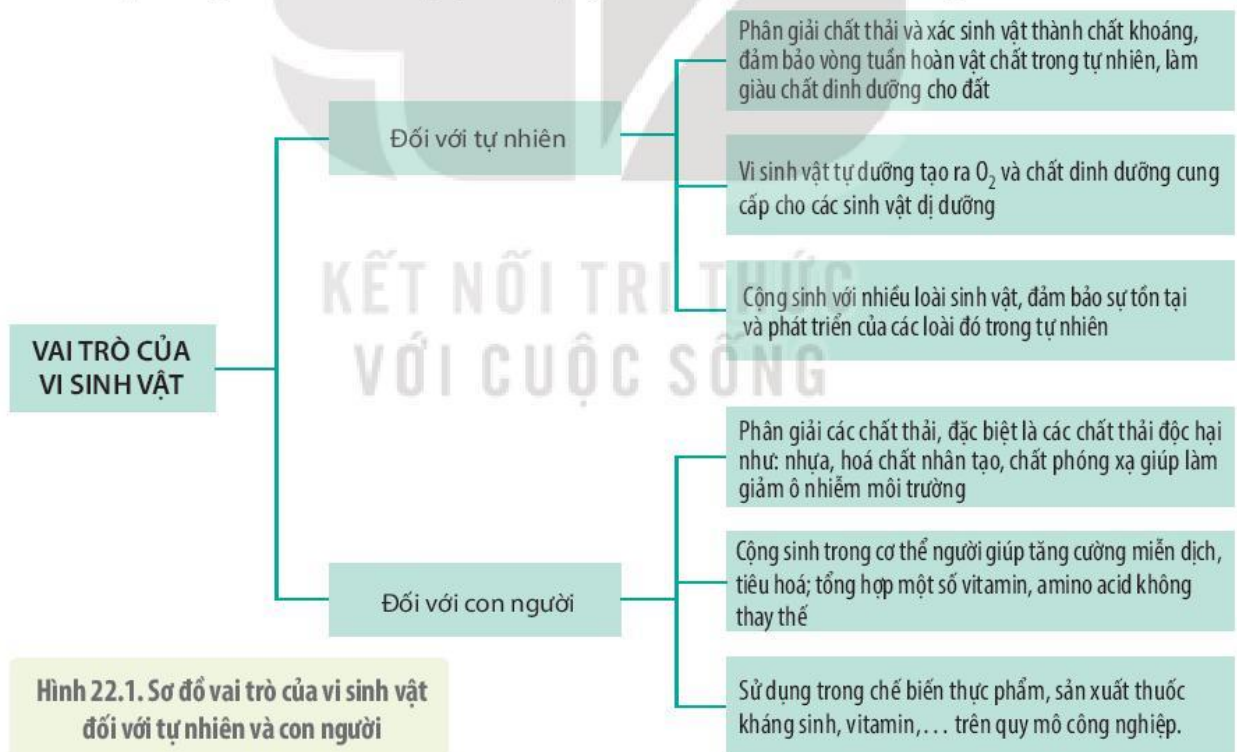 Phân giải chất thải và xác sinh vật thành chất khoáng,
đảm bảo vòng tuần hoàn vật chất trong tự nhiên, làm
giàu chất dinh dưỡng cho đất
Đối với tự nhiên
Vi sinh vật tự dưỡng tạo ra O₂ và chất dinh dưỡng cung
cấp cho các sinh vật dị dưỡng
KẾT NỐI TRI THỨC
VỚI CUỘC SỐNG
Cộng sinh với nhiều loài sinh vật, đảm bảo sự tồn tại
và phát triển của các loài đó trong tự nhiên
VAI TRÒ CỦA
VI SINH VẬT
Phân giải các chất thải, đặc biệt là các chất thải độc hại
như: nhựa, hoá chất nhân tạo, chất phóng xạ giúp làm
giảm ô nhiễm môi trường
Đối với con người
Cộng sinh trong cơ thể người giúp tăng cường miễn dịch,
tiêu hoá; tổng hợp một số vitamin, amino acid không
thay thế
Sử dụng trong chế biến thực phẩm, sản xuất thuốc
kháng sinh, vitamin,... trên quy mô công nghiệp.
Hình 22.1. Sơ đồ vai trò của vi sinh vật
đối với tự nhiên và con người